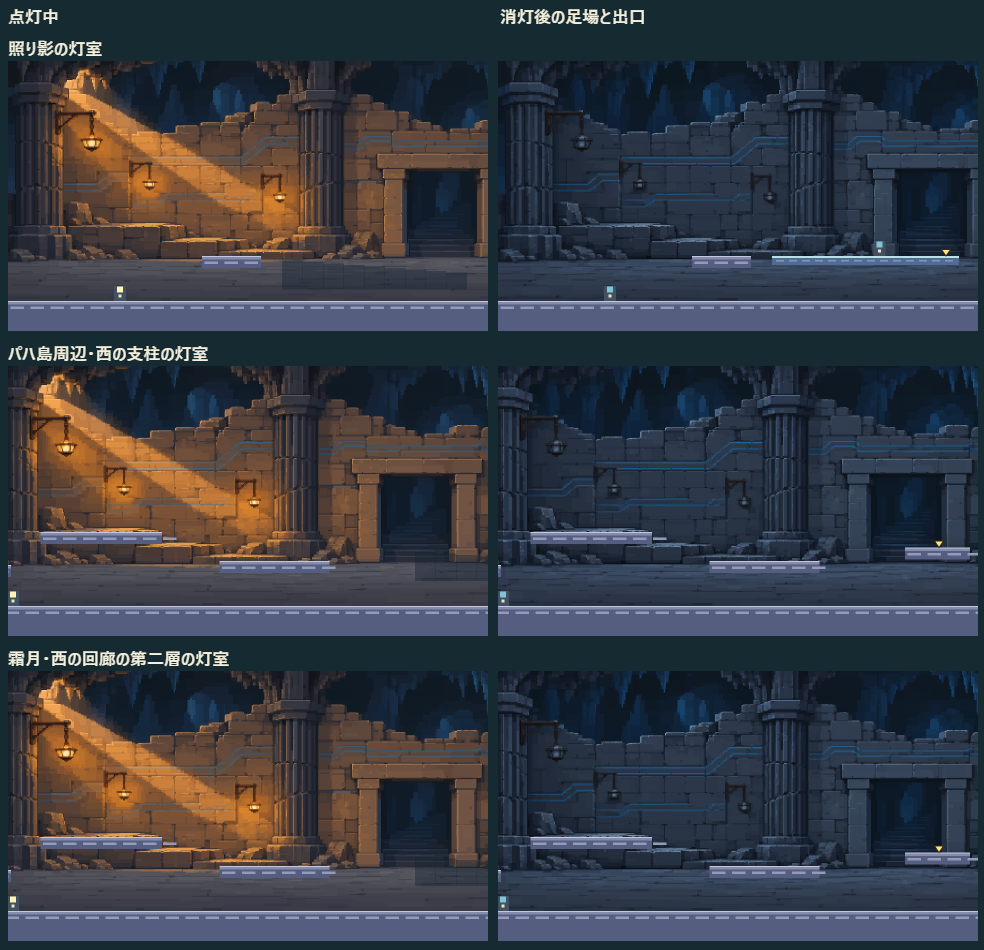 点灯中
消灯後の足場と出口
照り影の灯室
パハ島周辺・西の支柱の灯室
霜月・西の回廊の第二層の灯室